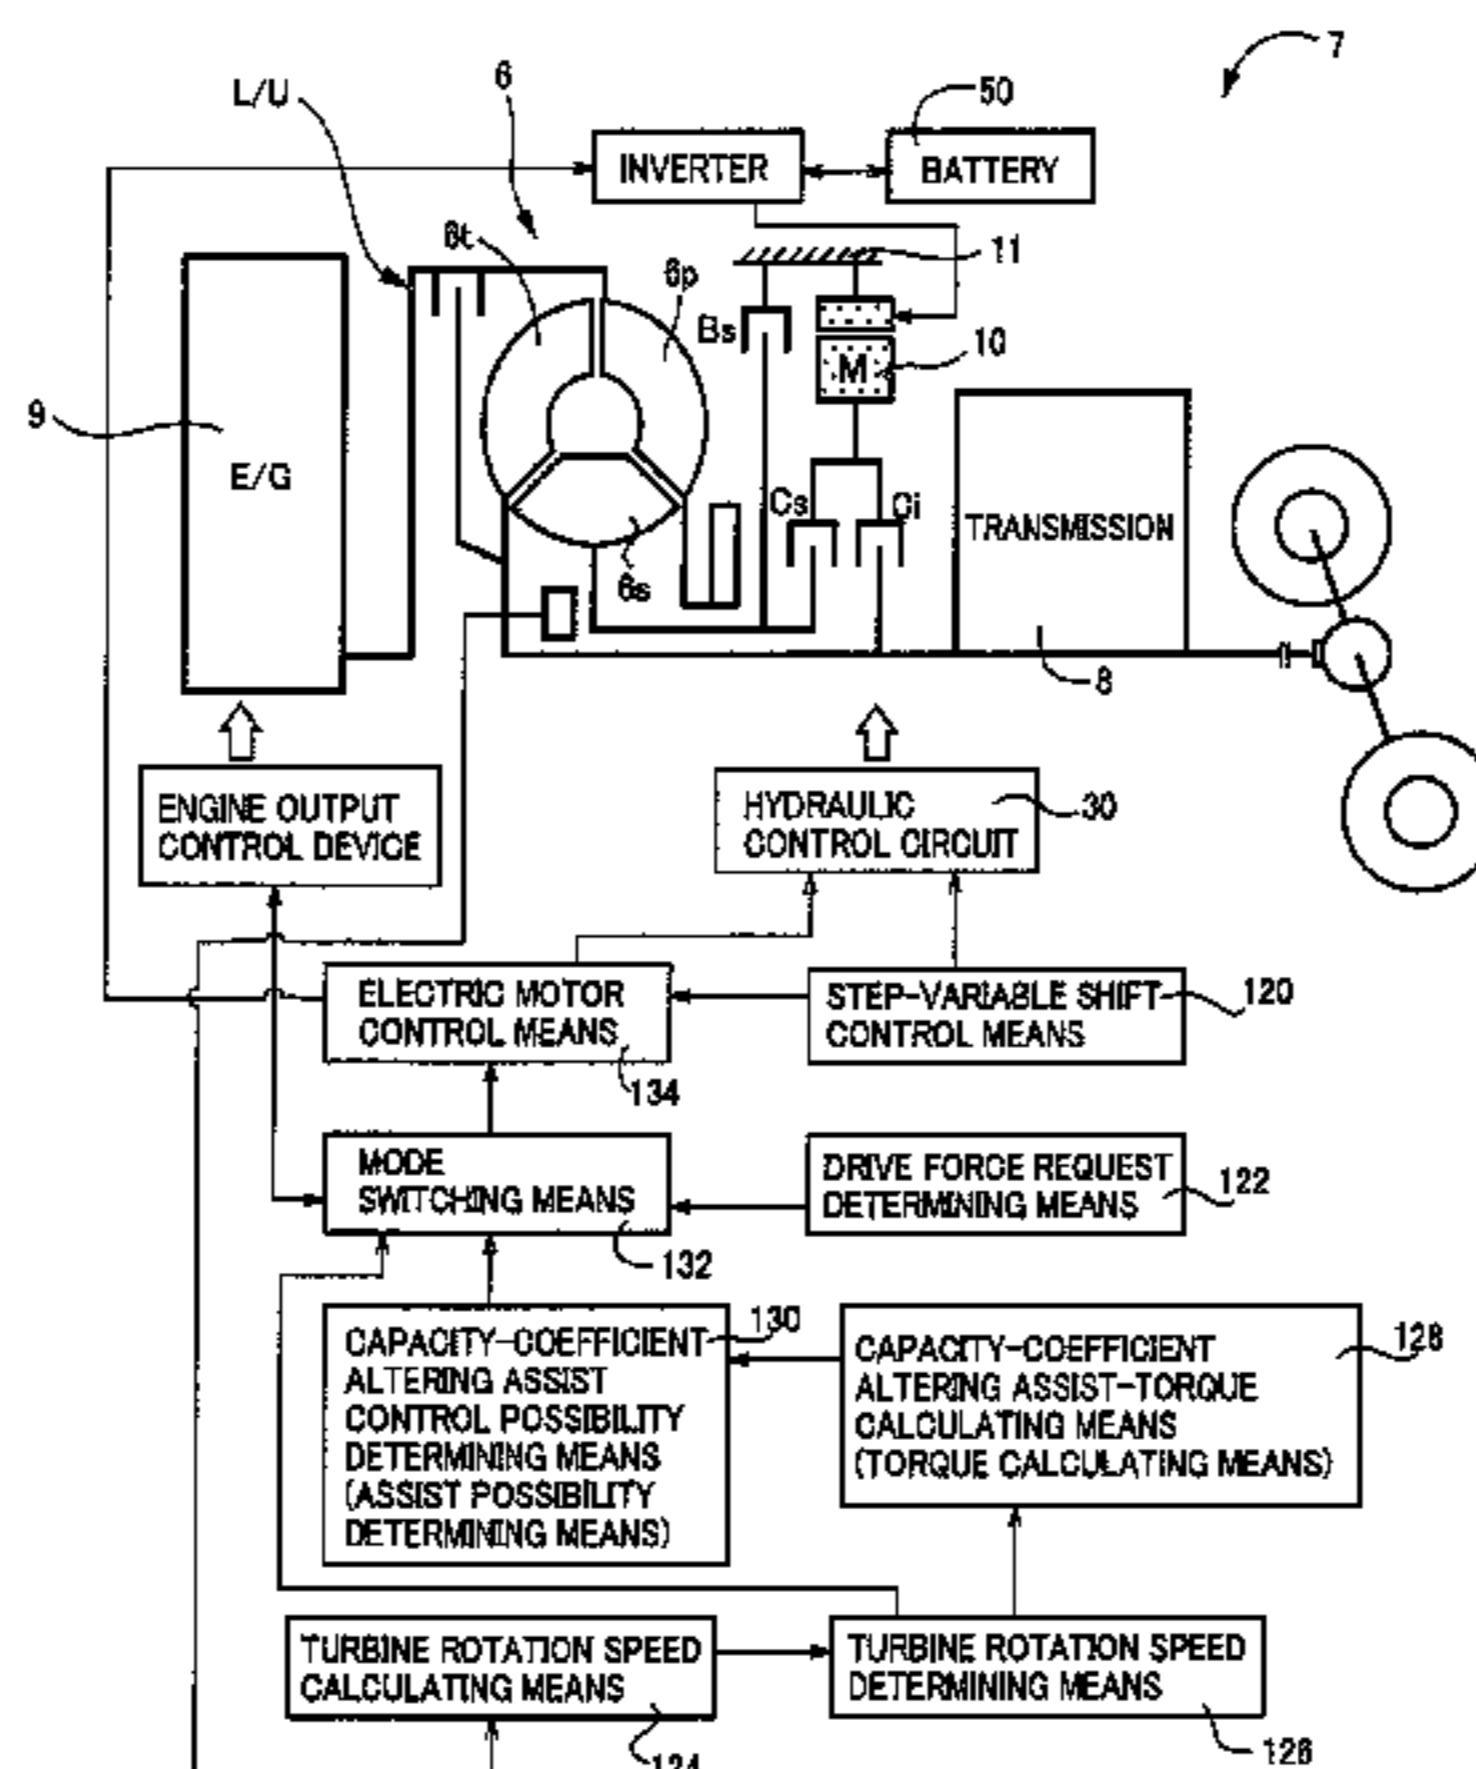 7
6
L/U
50
INVERTER
BATTERY
6t
11
6p
Bs
10
M
9
E/G
Cs
Ci
TRANSMISSION
6s
8
ENGINE OUTPUT
CONTROL DEVICE
HYDRAULIC
CONTROL CIRCUIT
30
ELECTRIC MOTOR
CONTROL MEANS
134
STEP-VARIABLE SHIFT
CONTROL MEANS
120
MODE
SWITCHING MEANS
132
DRIVE FORCE REQUEST
DETERMINING MEANS
122
CAPACITY-COEFFICIENT
ALTERING ASSIST
CONTROL POSSIBILITY
DETERMINING MEANS
(ASSIST POSSIBILITY
DETERMINING MEANS)
130
CAPACITY-COEFFICIENT
ALTERING ASSIST-TORQUE
CALCULATING MEANS
(TORQUE CALCULATING MEANS)
128
TURBINE ROTATION SPEED
CALCULATING MEANS
124
TURBINE ROTATION SPEED
DETERMINING MEANS
126